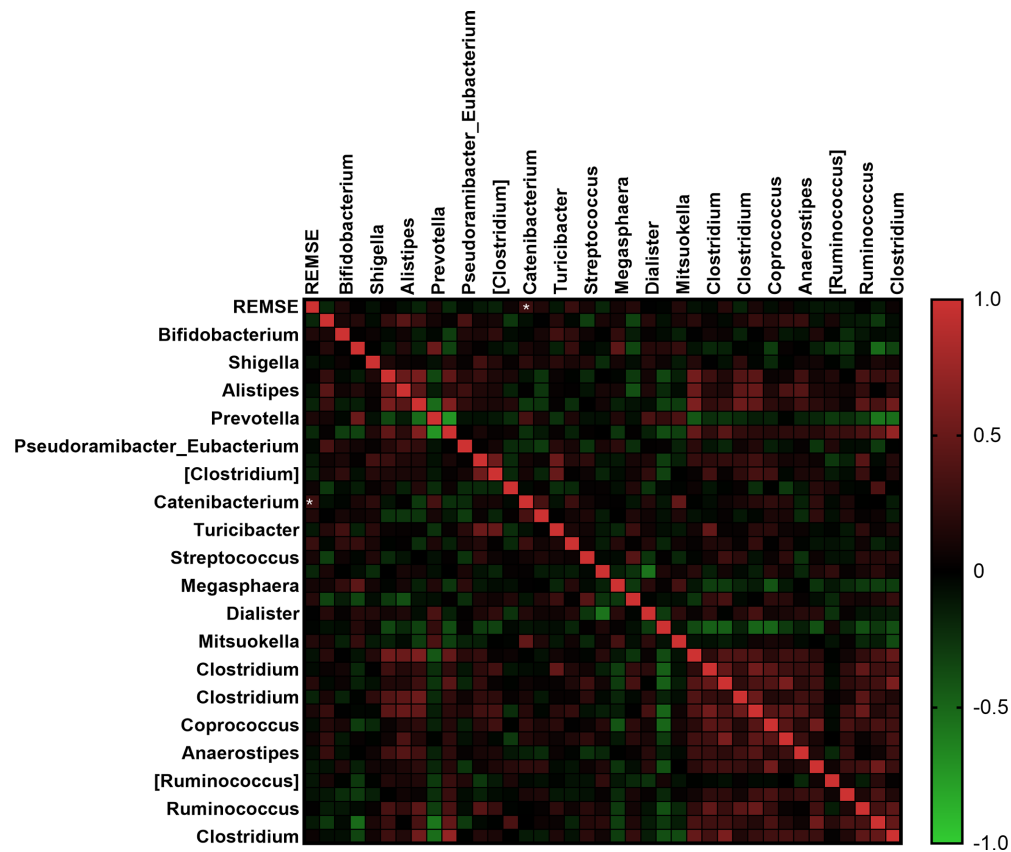 REMSE
Bifidobacterium
Shigella
Alistipes
Prevotella
Pseudoramibacter_Eubacterium
[Clostridium]
Catenibacterium
Turicibacter
Streptococcus
Megasphaera
Dialister
Mitsuokella
Clostridium
Clostridium
Coprococcus
Anaerostipes
[Ruminococcus]
Ruminococcus
Clostridium
REMSE
*
Bifidobacterium
Shigella
Alistipes
Prevotella
Pseudoramibacter_Eubacterium
[Clostridium]
Catenibacterium
*
Turicibacter
Streptococcus
Megasphaera
Dialister
Mitsuokella
Clostridium
Clostridium
Coprococcus
Anaerostipes
[Ruminococcus]
Ruminococcus
Clostridium
1.0
0.5
0
-0.5
-1.0